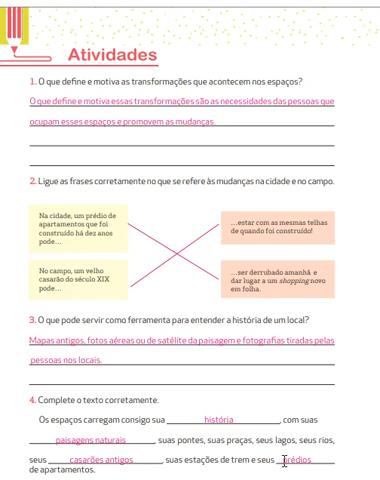 Atividades
1. O que define e motiva as transformações que acontecem nos espaços?
O que define e motiva essas transformações são as necessidades das pessoas que
ocupam esses espaços e promovem as mudanças.
2. Ligue as frases corretamente no que se refere às mudanças na cidade e no campo.
Na cidade, um prédio de
apartamentos que foi
construído há dez anos
pode...
...estar com as mesmas telhas
de quando foi construído!
No campo, um velho
casarão do século XIX
pode...
...ser derrubado amanhã e
dar lugar a um shopping novo
em folha.
3. O que pode servir como ferramenta para entender a história de um local?
Mapas antigos, fotos aéreas ou de satélite da paisagem e fotografias tiradas pelas
pessoas nos locais.
4. Complete o texto corretamente.
Os espaços carregam consigo sua história, com suas
paisagens naturais, suas pontes, suas praças, seus lagos, seus rios,
seus casarões antigos, suas estações de trem e seus prédios
de apartamentos.